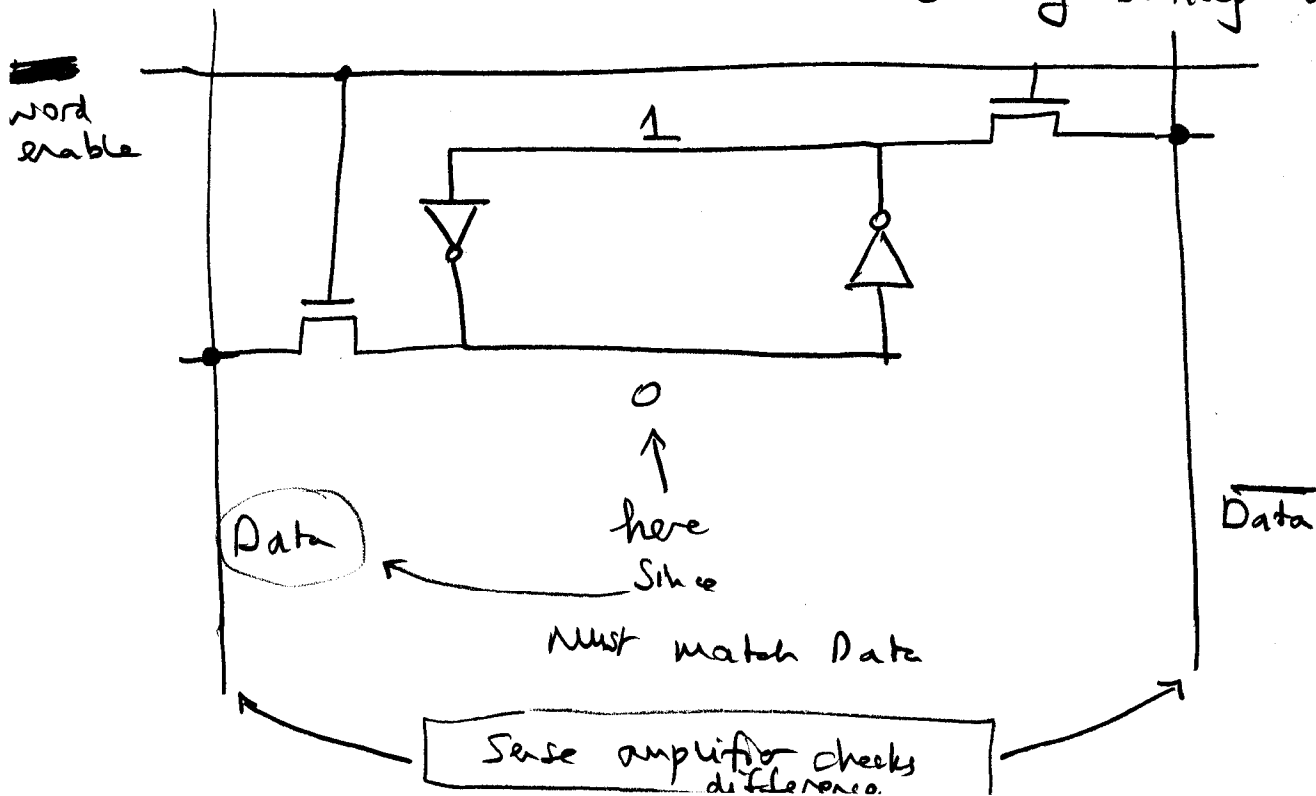 word
enable
1
0
here
Since
Data
must match Data
Data
Sense amplifier checks
difference